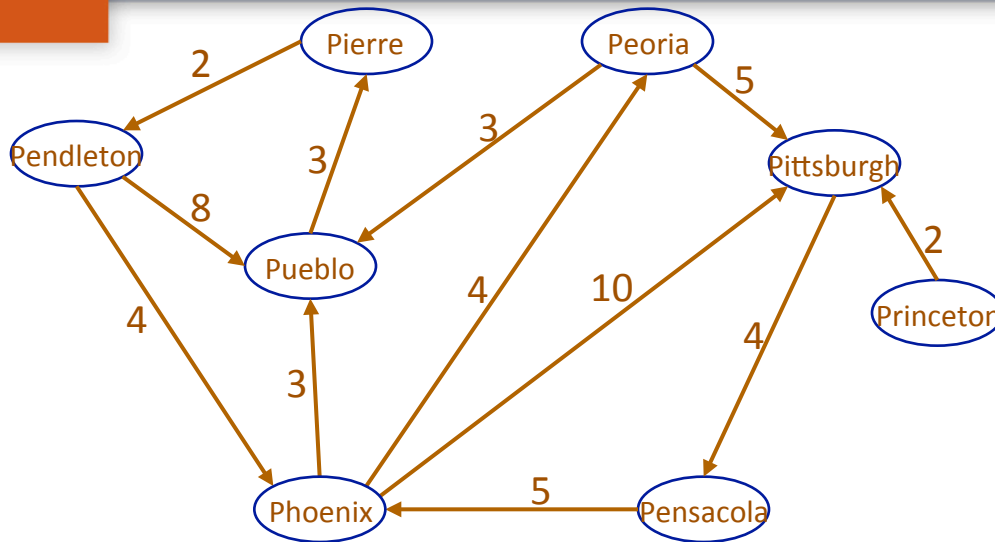 Pierre
Peoria
2
5
3
Pendleton
3
Pittsburgh
8
2
Pueblo
4
10
4
Princeton
4
3
5
Phoenix
Pensacola